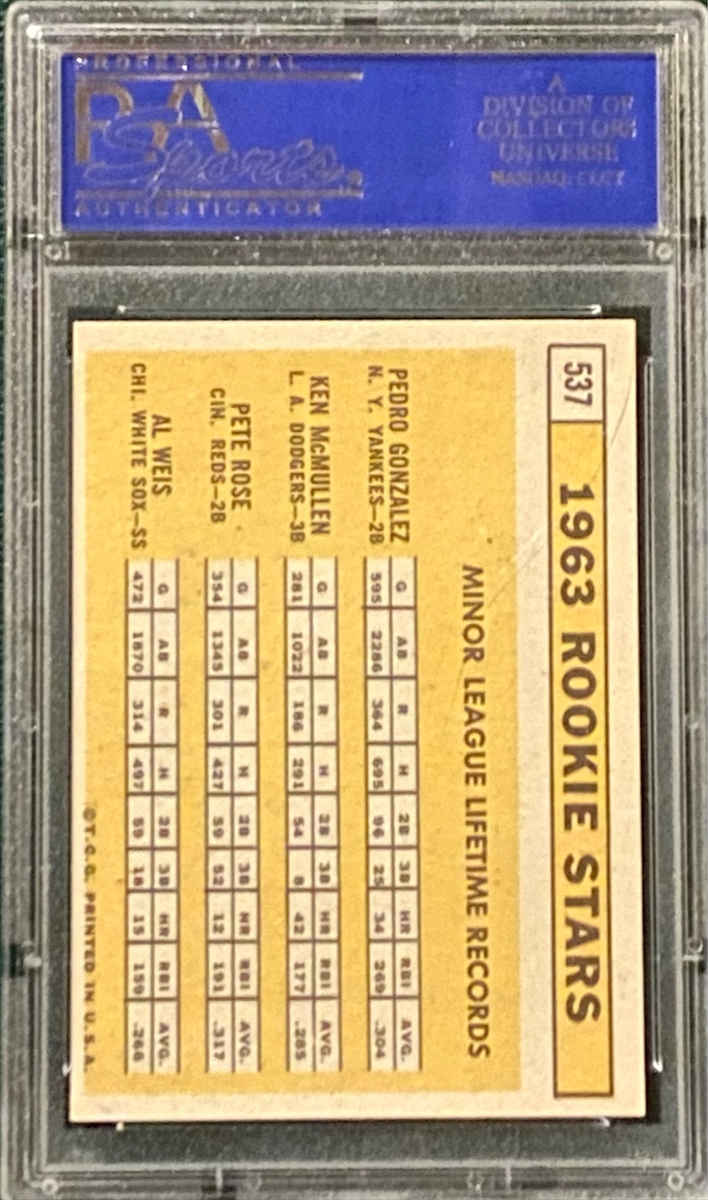 PROFESSIONAL
PSA
Sports
AUTHENTICATOR
A
DIVISION OF
COLLECTORS
UNIVERSE
NASDAQ: CLCT
537 1963 ROOKIE STARS
MINOR LEAGUE LIFETIME RECORDS
G AB R H 2B 3B HR RBI AVG.
PEDRO GONZALEZ
N. Y. YANKEES—2B 595 2286 364 695 96 25 34 269 .304
G AB R H 2B 3B HR RBI AVG.
KEN McMULLEN
L. A. DODGERS—3B 281 1022 186 291 54 8 42 177 .285
G AB R H 2B 3B HR RBI AVG.
PETE ROSE
CIN. REDS—2B 354 1345 301 427 59 52 12 191 .317
G AB R H 2B 3B HR RBI AVG.
AL WEIS
CHI. WHITE SOX—SS 472 1870 314 497 59 18 15 159 .266
©T.C.G. PRINTED IN U.S.A.